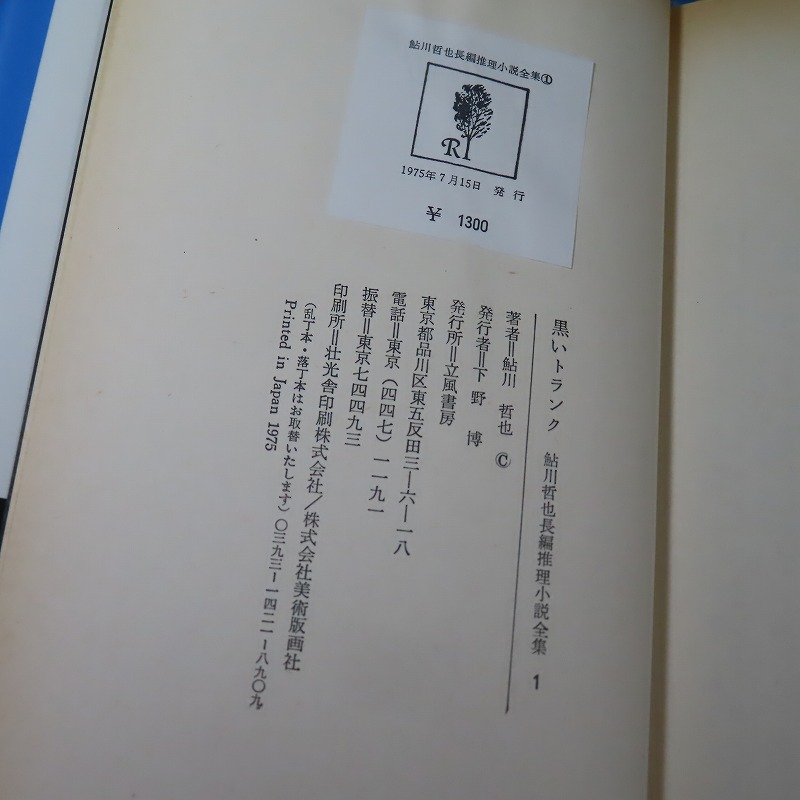 鮎川哲也長編推理小説全集①
R
1975年7月15日 発行
￥ 1300
黒いトランク 鮎川哲也長編推理小説全集 1
著者＝鮎川 哲也 ©
発行者＝下野 博
発行所＝立風書房
東京都品川区東五反田三ー六ー一八
電話＝東京（四四七）一一九一
振替＝東京七四四九三
印刷所＝壮光舎印刷株式会社／株式会社美術版画社
（乱丁本・落丁本はお取替いたします）〇三九三ー一四二一ー八九〇九
Printed in Japan 1975